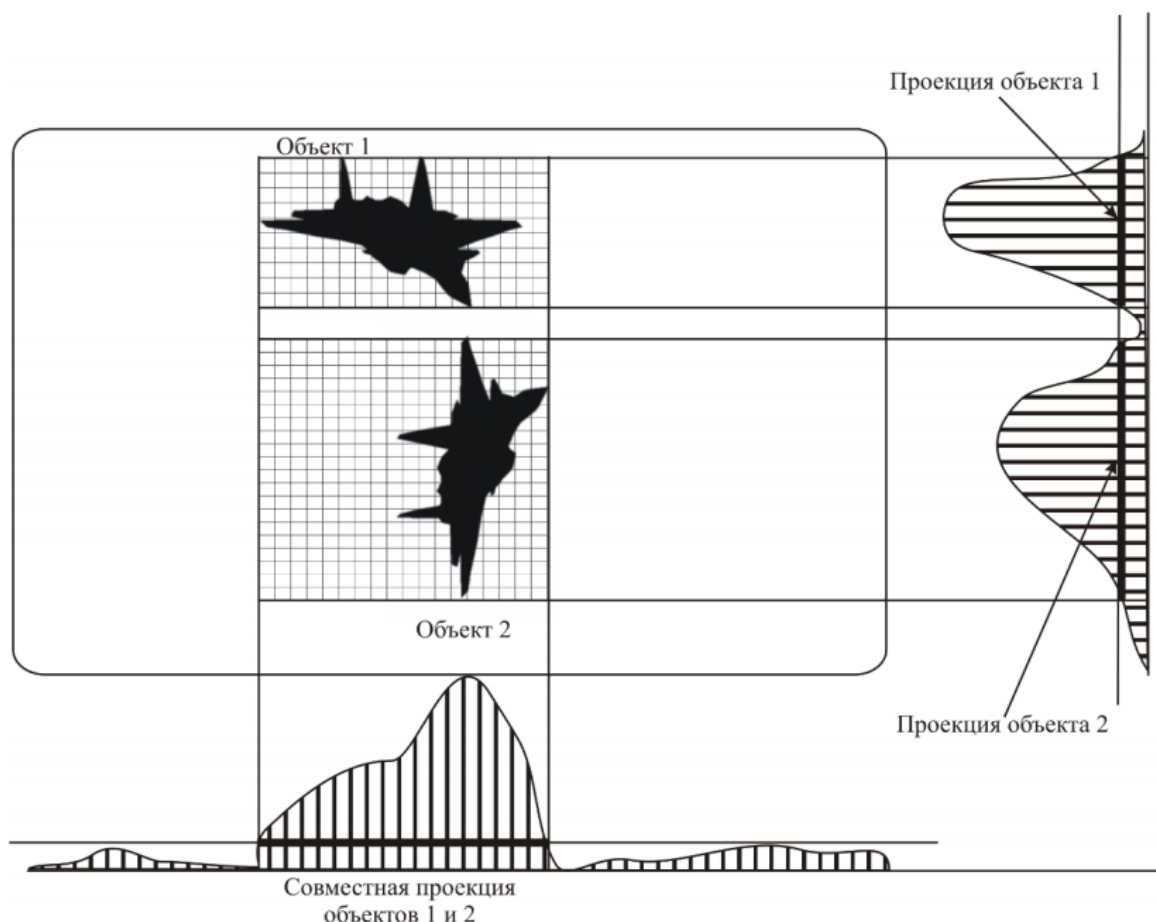 Проекция объекта 1
Объект 1
Объект 2
Проекция объекта 2
Совместная проекция
объектов 1 и 2